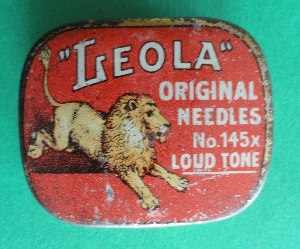 "LEOLA"
ORIGINAL
NEEDLES
No. 145x
LOUD TONE